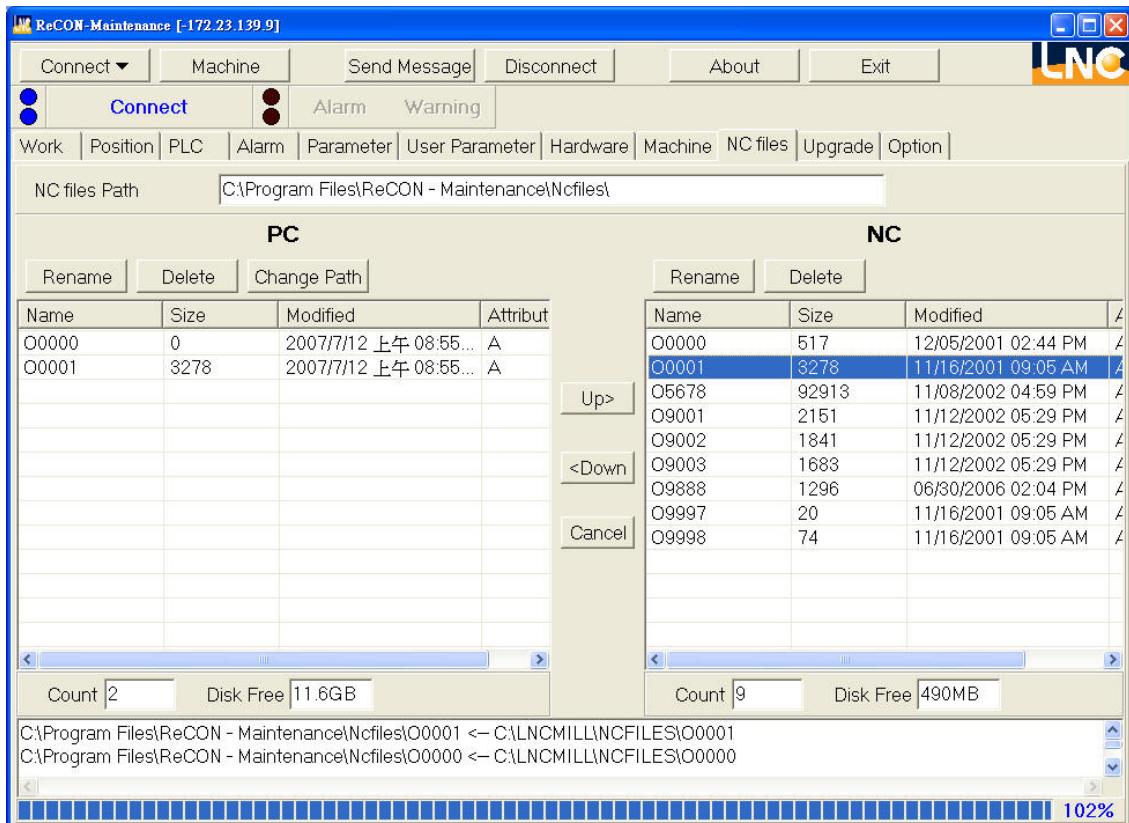 ReCON-Maintenance [-172.23.139.9]
Connect Machine Send Message Disconnect About Exit LNC
Connect Alarm Warning
Work Position PLC Alarm Parameter User Parameter Hardware Machine NC files Upgrade Option
NC files Path C:\Program Files\ReCON - Maintenance\Ncfiles\
PC NC
Rename Delete Change Path Rename Delete
Name Size Modified Attribut Name Size Modified A
O0000 0 2007/7/12 上午 08:55... A O0000 517 12/05/2001 02:44 PM A
O0001 3278 2007/7/12 上午 08:55... A O0001 3278 11/16/2001 09:05 AM A
Up> O5678 92913 11/08/2002 04:59 PM A
O9001 2151 11/12/2002 05:29 PM A
O9002 1841 11/12/2002 05:29 PM A
<Down O9003 1683 11/12/2002 05:29 PM A
O9888 1296 06/30/2006 02:04 PM A
O9997 20 11/16/2001 09:05 AM A
Cancel O9998 74 11/16/2001 09:05 AM A
Count 2 Disk Free 11.6GB Count 9 Disk Free 490MB
C:\Program Files\ReCON - Maintenance\Ncfiles\O0001 <-- C:\LNCMILL\NCFILES\O0001
C:\Program Files\ReCON - Maintenance\Ncfiles\O0000 <-- C:\LNCMILL\NCFILES\O0000
102%